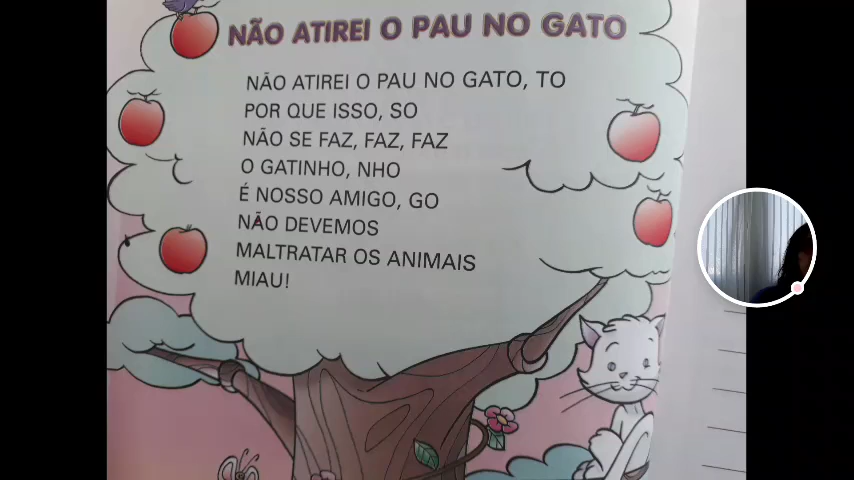 NÃO ATIREI O PAU NO GATO
NÃO ATIREI O PAU NO GATO, TO
POR QUE ISSO, SO
NÃO SE FAZ, FAZ, FAZ
O GATINHO, NHO
É NOSSO AMIGO, GO
NÃO DEVEMOS
MALTRATAR OS ANIMAIS
MIAU!